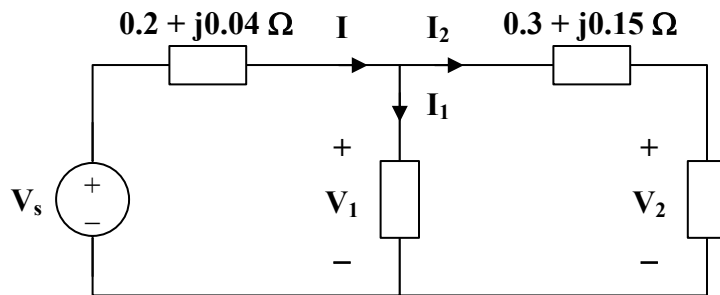 0.2 + j0.04 Ω I I₂ 0.3 + j0.15 Ω
I₁
+ +
Vₛ + − V₁ V₂
− −